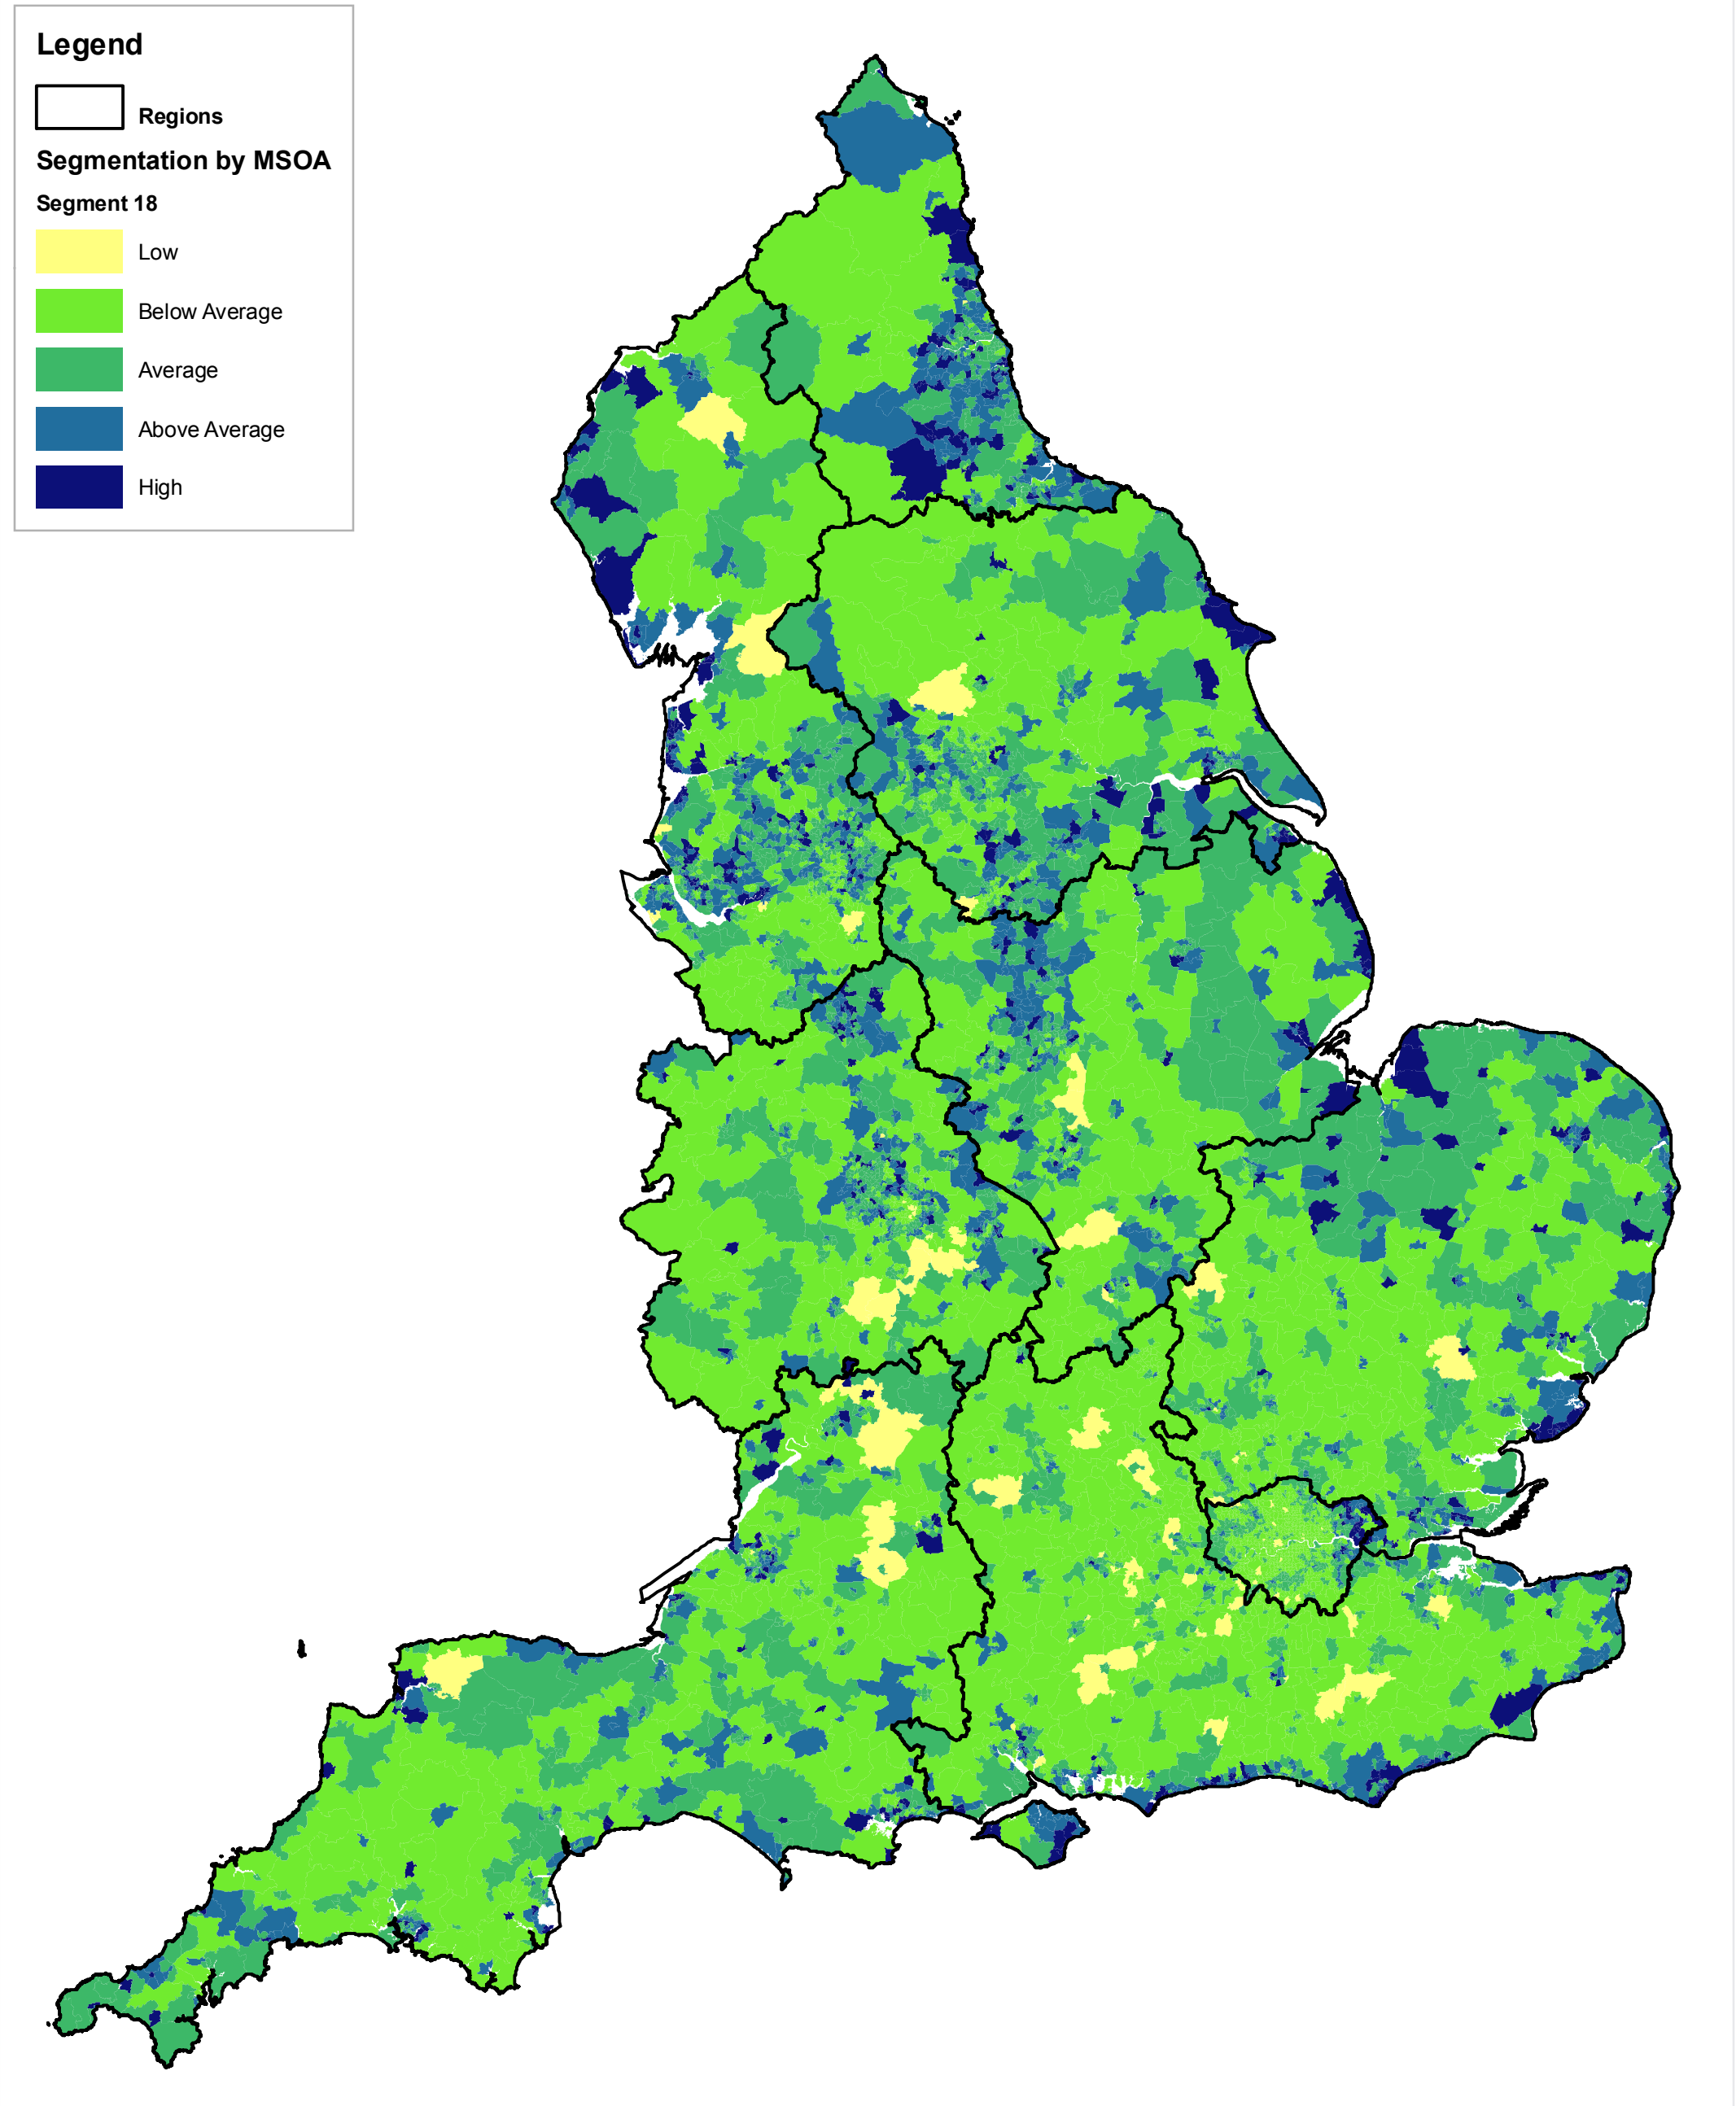 Legend
Regions
Segmentation by MSOA
Segment 18
Low
Below Average
Average
Above Average
High